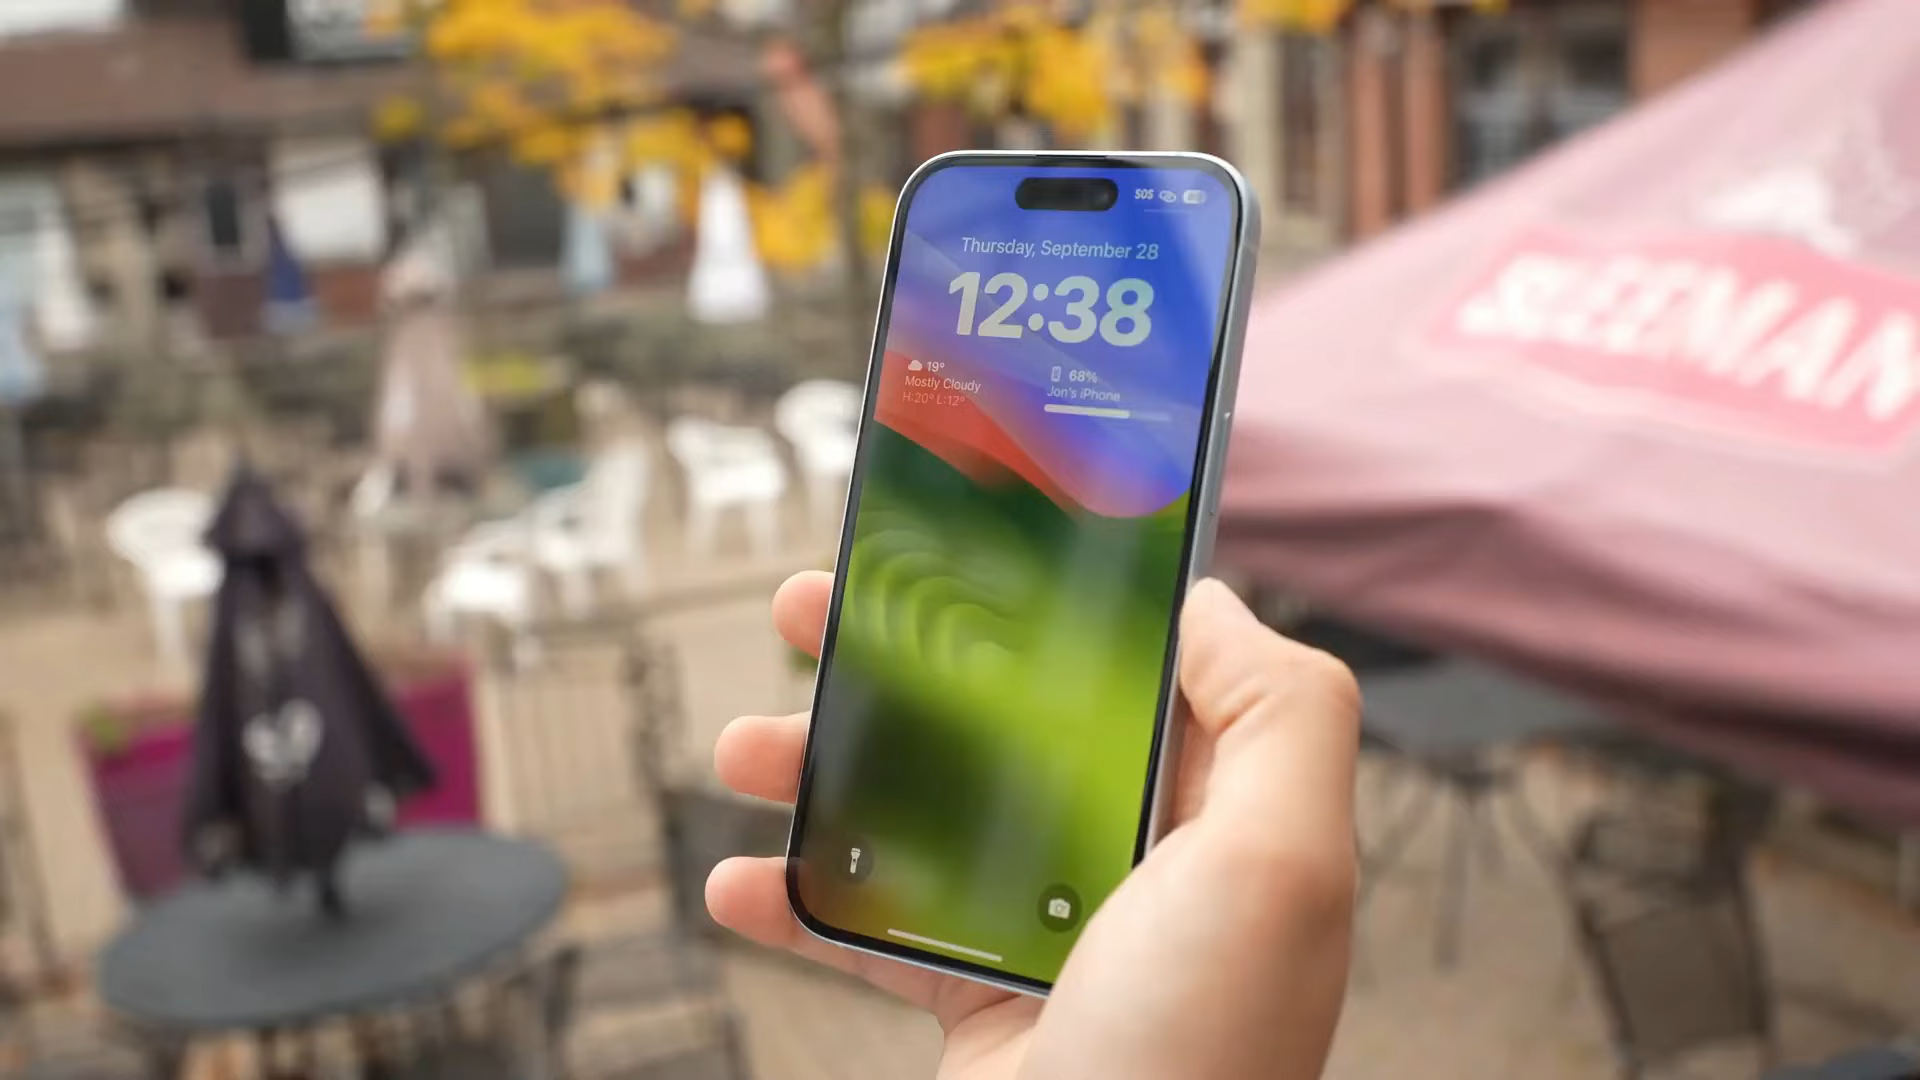 SOS
Thursday, September 28
12:38
19°
Mostly Cloudy
H:20° L:12°
68%
Jon's iPhone
SLEEMAN